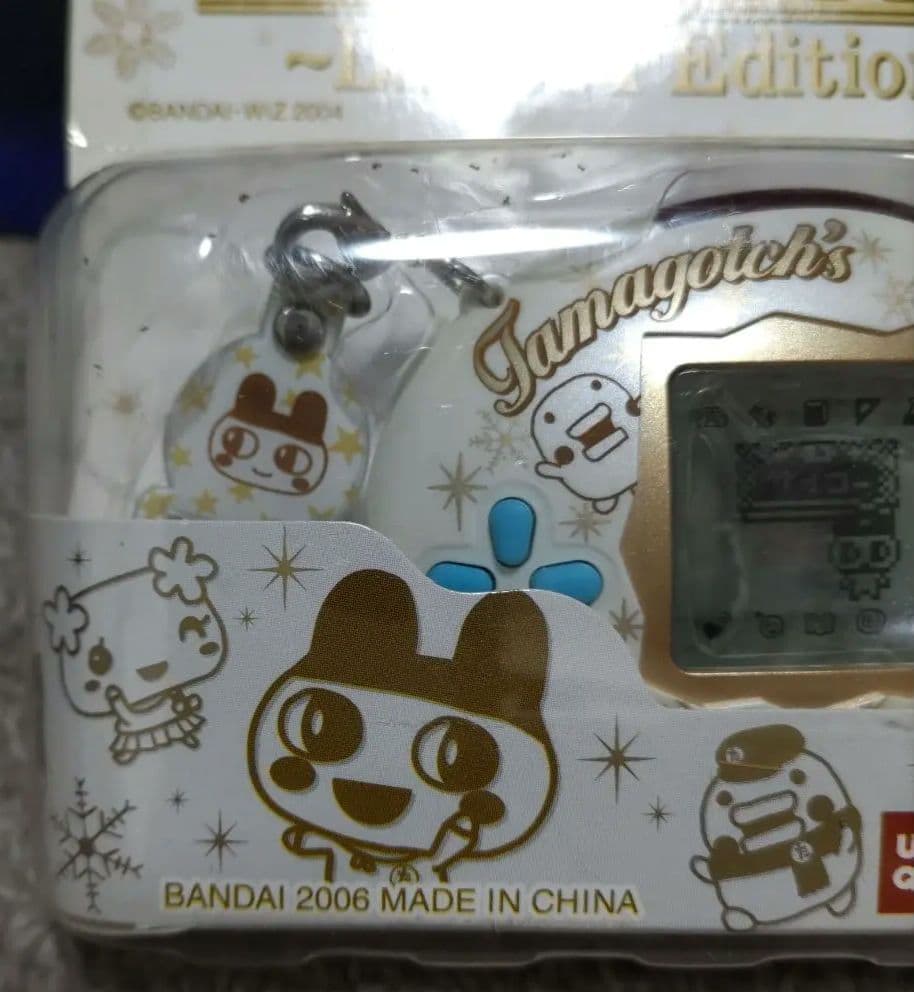 Edition
©BANDAI·WiZ 2004
Tamagotch's
BANDAI 2006 MADE IN CHINA
U
Q